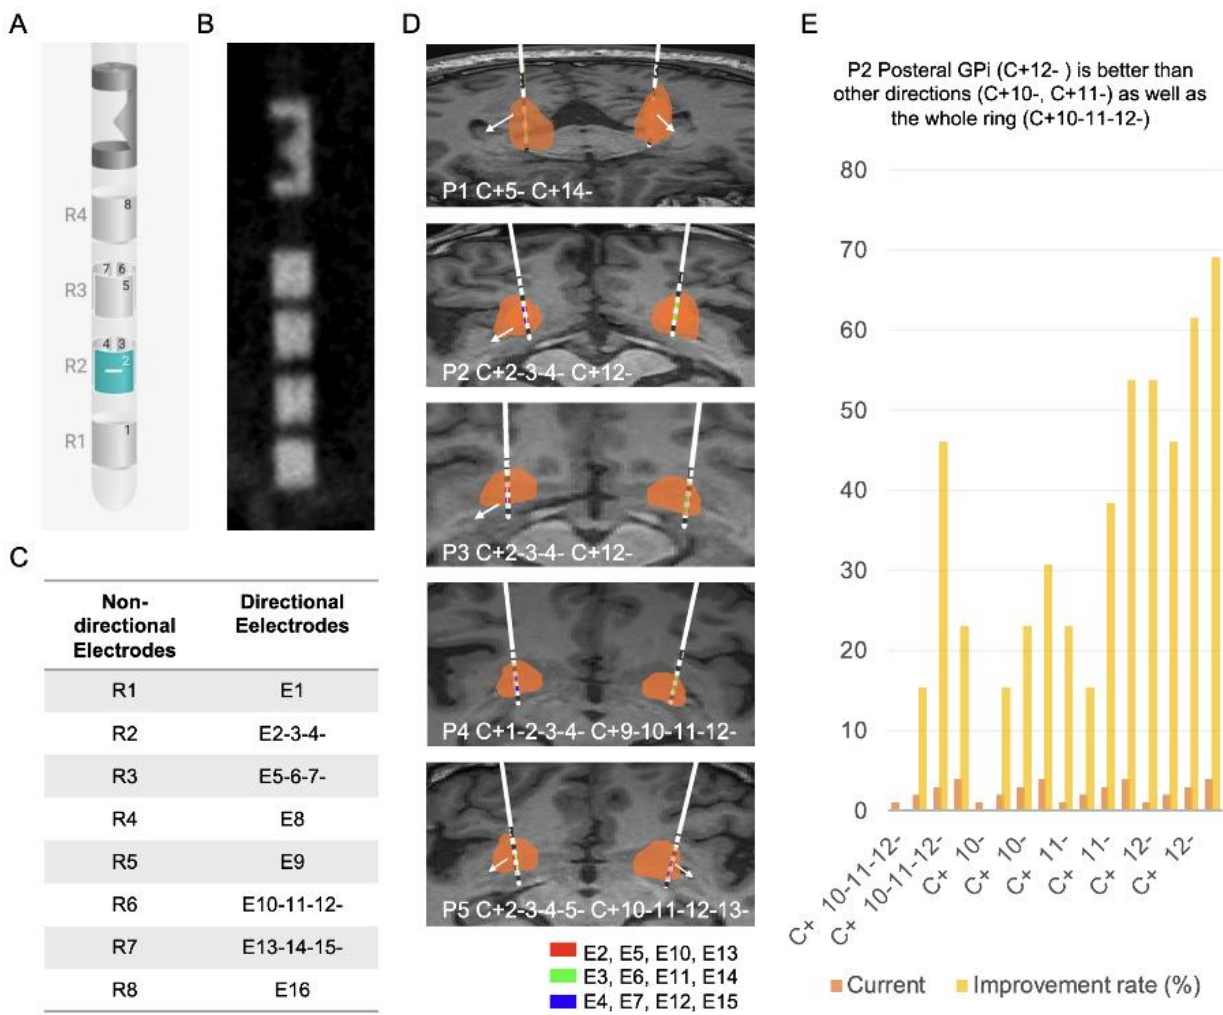 A
R4
8
7
6
R3
5
4
3
R2
2
R1
1
B
C
Non-directional Electrodes
Directional Eelectrodes
R1 E1
R2 E2-3-4-
R3 E5-6-7-
R4 E8
R5 E9
R6 E10-11-12-
R7 E13-14-15-
R8 E16
D
P1 C+5- C+14-
P2 C+2-3-4- C+12-
P3 C+2-3-4- C+12-
P4 C+1-2-3-4- C+9-10-11-12-
P5 C+2-3-4-5- C+10-11-12-13-
E2, E5, E10, E13
E3, E6, E11, E14
E4, E7, E12, E15
E
P2 Posteral GPi (C+12- ) is better than
other directions (C+10-, C+11-) as well as
the whole ring (C+10-11-12-)
80
70
60
50
40
30
20
10
0
C+ 10-11-12-
C+ 10-11-12-
C+ 10-
C+ 10-
C+ 11-
C+ 11-
C+ 12-
C+ 12-
Current
Improvement rate (%)